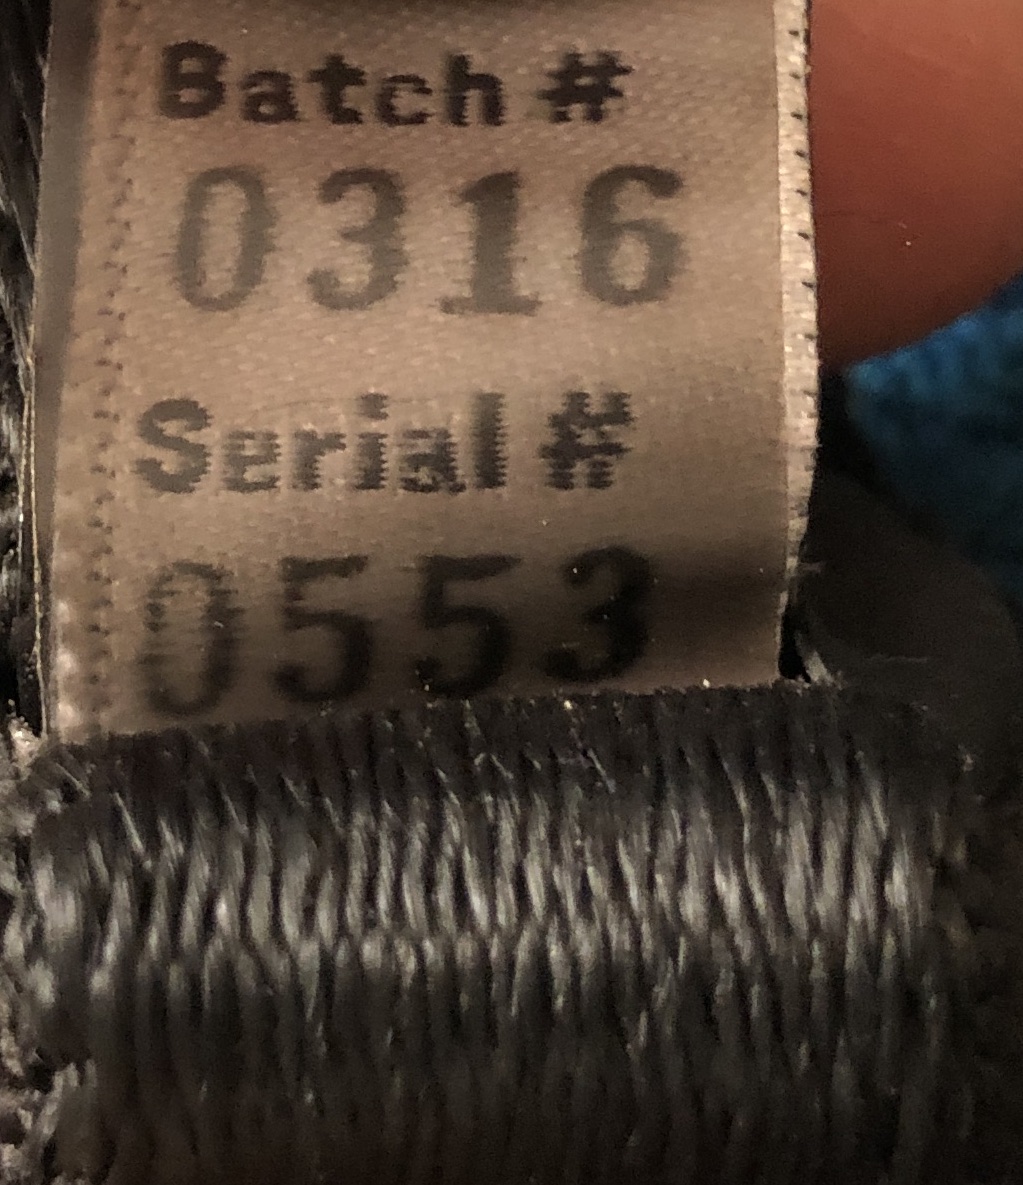 Batch #
0316
Serial #
0553